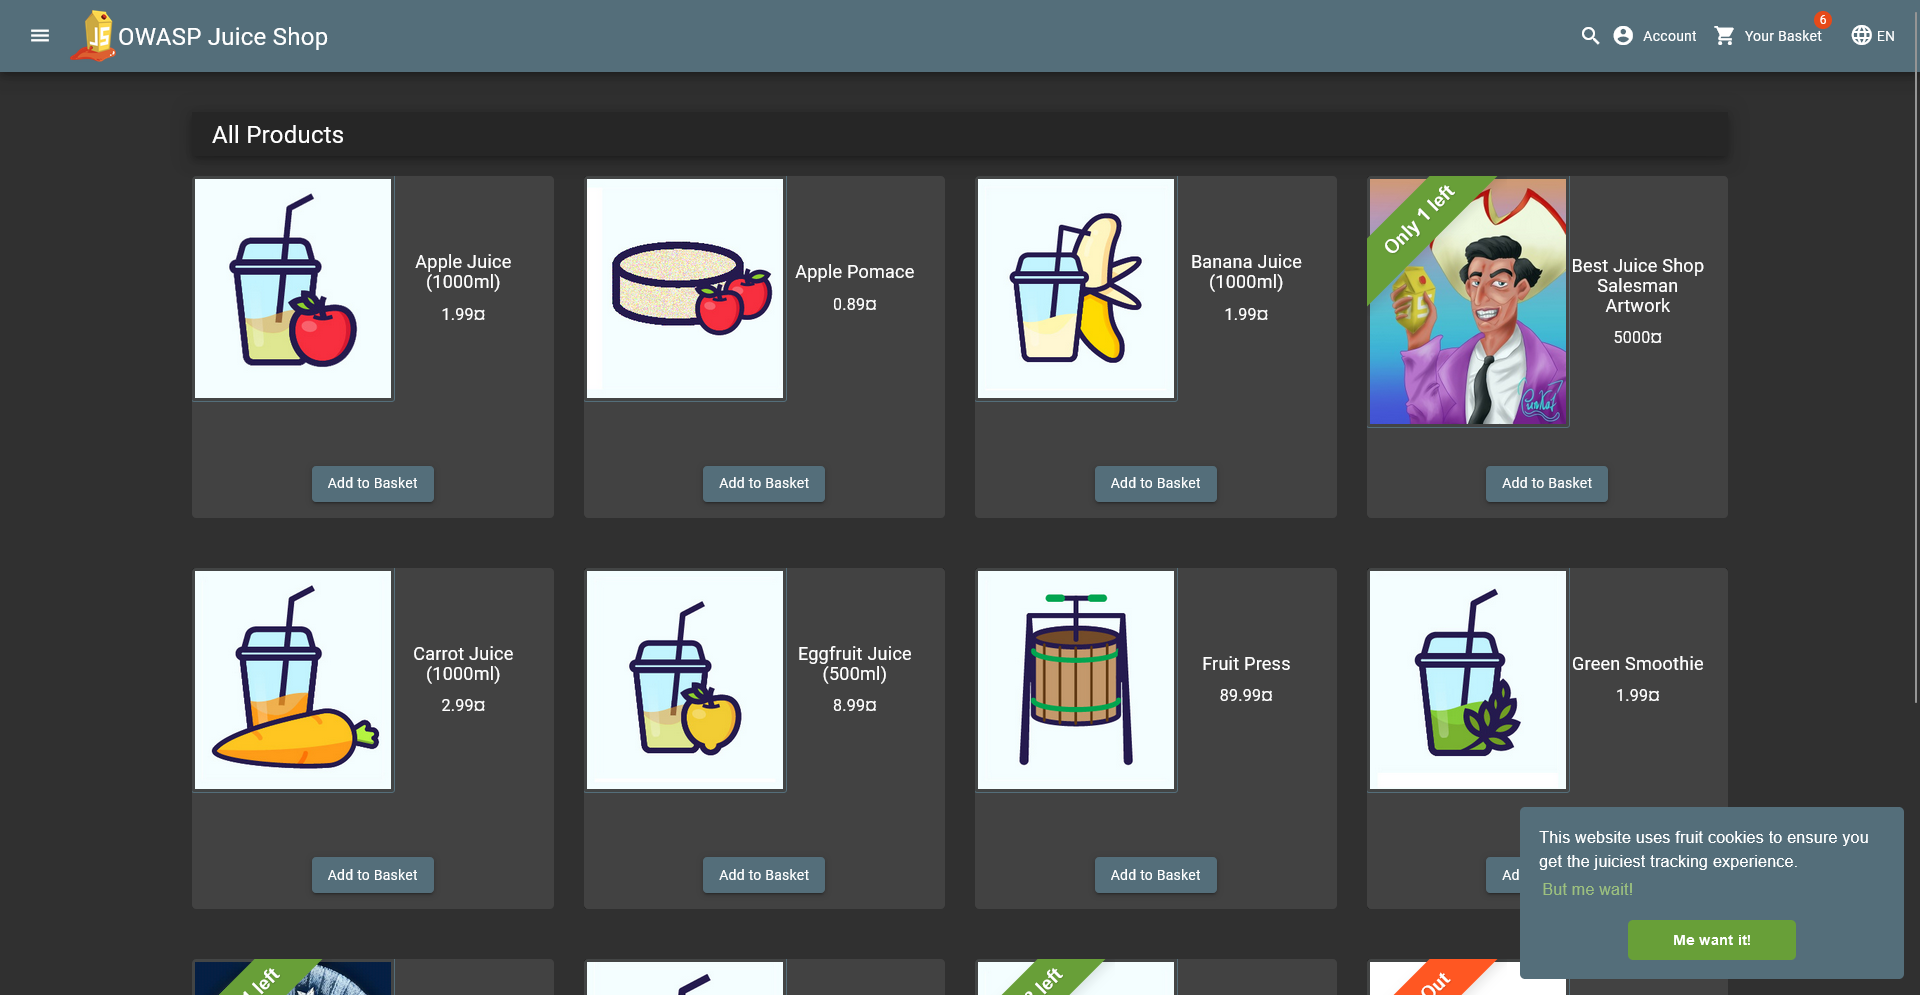 OWASP Juice Shop
Account
Your Basket
6
EN
All Products
Apple Juice
(1000ml)
1.99¤
Add to Basket
Apple Pomace
0.89¤
Add to Basket
Banana Juice
(1000ml)
1.99¤
Add to Basket
Only 1 left
Best Juice Shop
Salesman
Artwork
5000¤
Add to Basket
Carrot Juice
(1000ml)
2.99¤
Add to Basket
Eggfruit Juice
(500ml)
8.99¤
Add to Basket
Fruit Press
89.99¤
Add to Basket
Green Smoothie
1.99¤
Ad
left
left
Out
This website uses fruit cookies to ensure you
get the juiciest tracking experience.
But me wait!
Me want it!